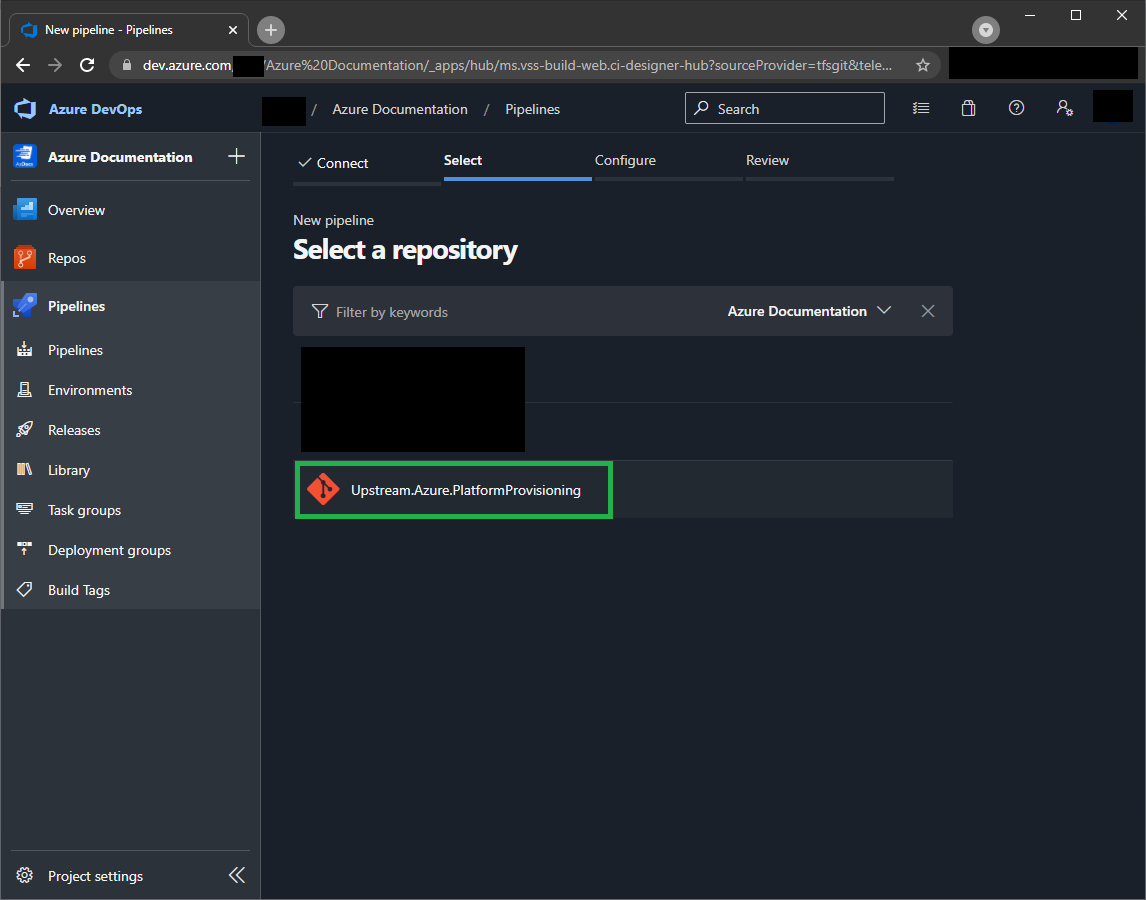 New pipeline - Pipelines
dev.azure.com/ /Azure%20Documentation/_apps/hub/ms.vss-build-web.ci-designer-hub?sourceProvider=tfsgit&tele...
Azure DevOps
/ Azure Documentation / Pipelines
Search
Azure Documentation
Overview
Repos
Pipelines
Pipelines
Environments
Releases
Library
Task groups
Deployment groups
Build Tags
Project settings
Connect
Select
Configure
Review
New pipeline
Select a repository
Filter by keywords
Azure Documentation
Upstream.Azure.PlatformProvisioning